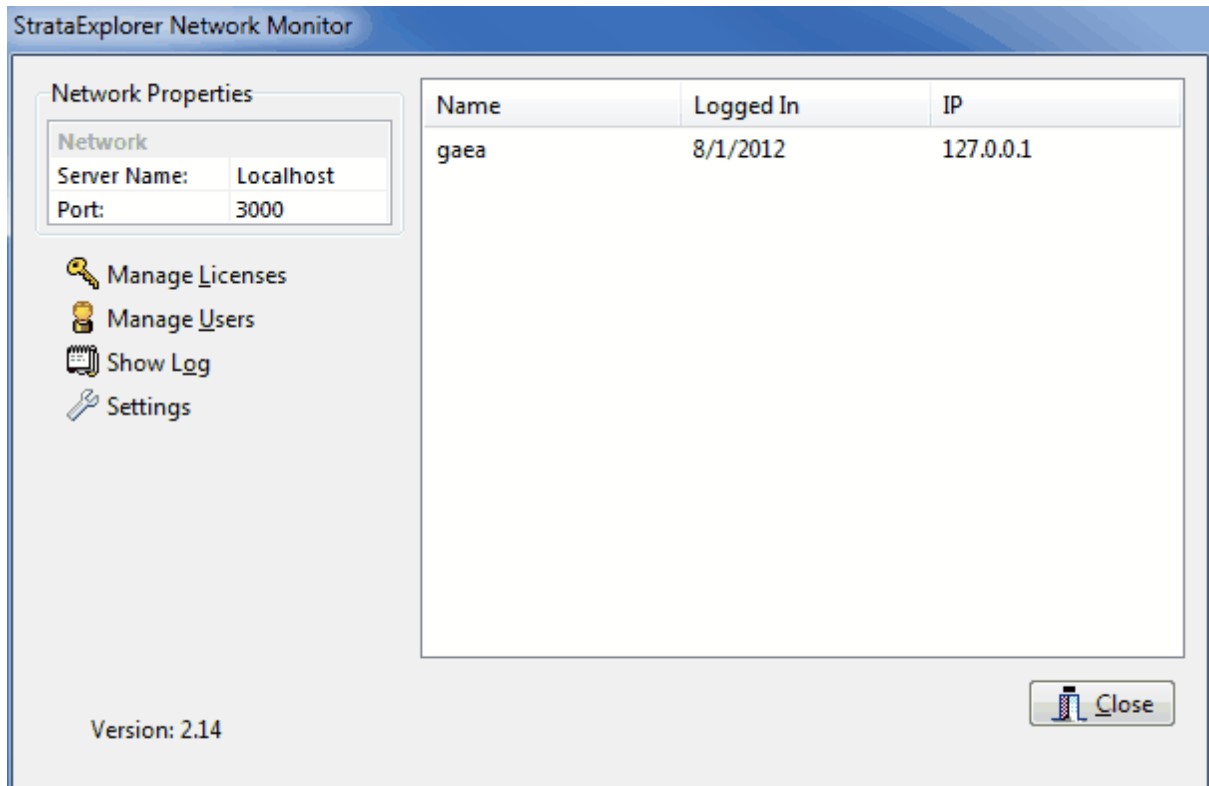 StrataExplorer Network Monitor
Network Properties
Network
Server Name: Localhost
Port: 3000
Manage Licenses
Manage Users
Show Log
Settings
Version: 2.14
Name Logged In IP
gaea 8/1/2012 127.0.0.1
Close